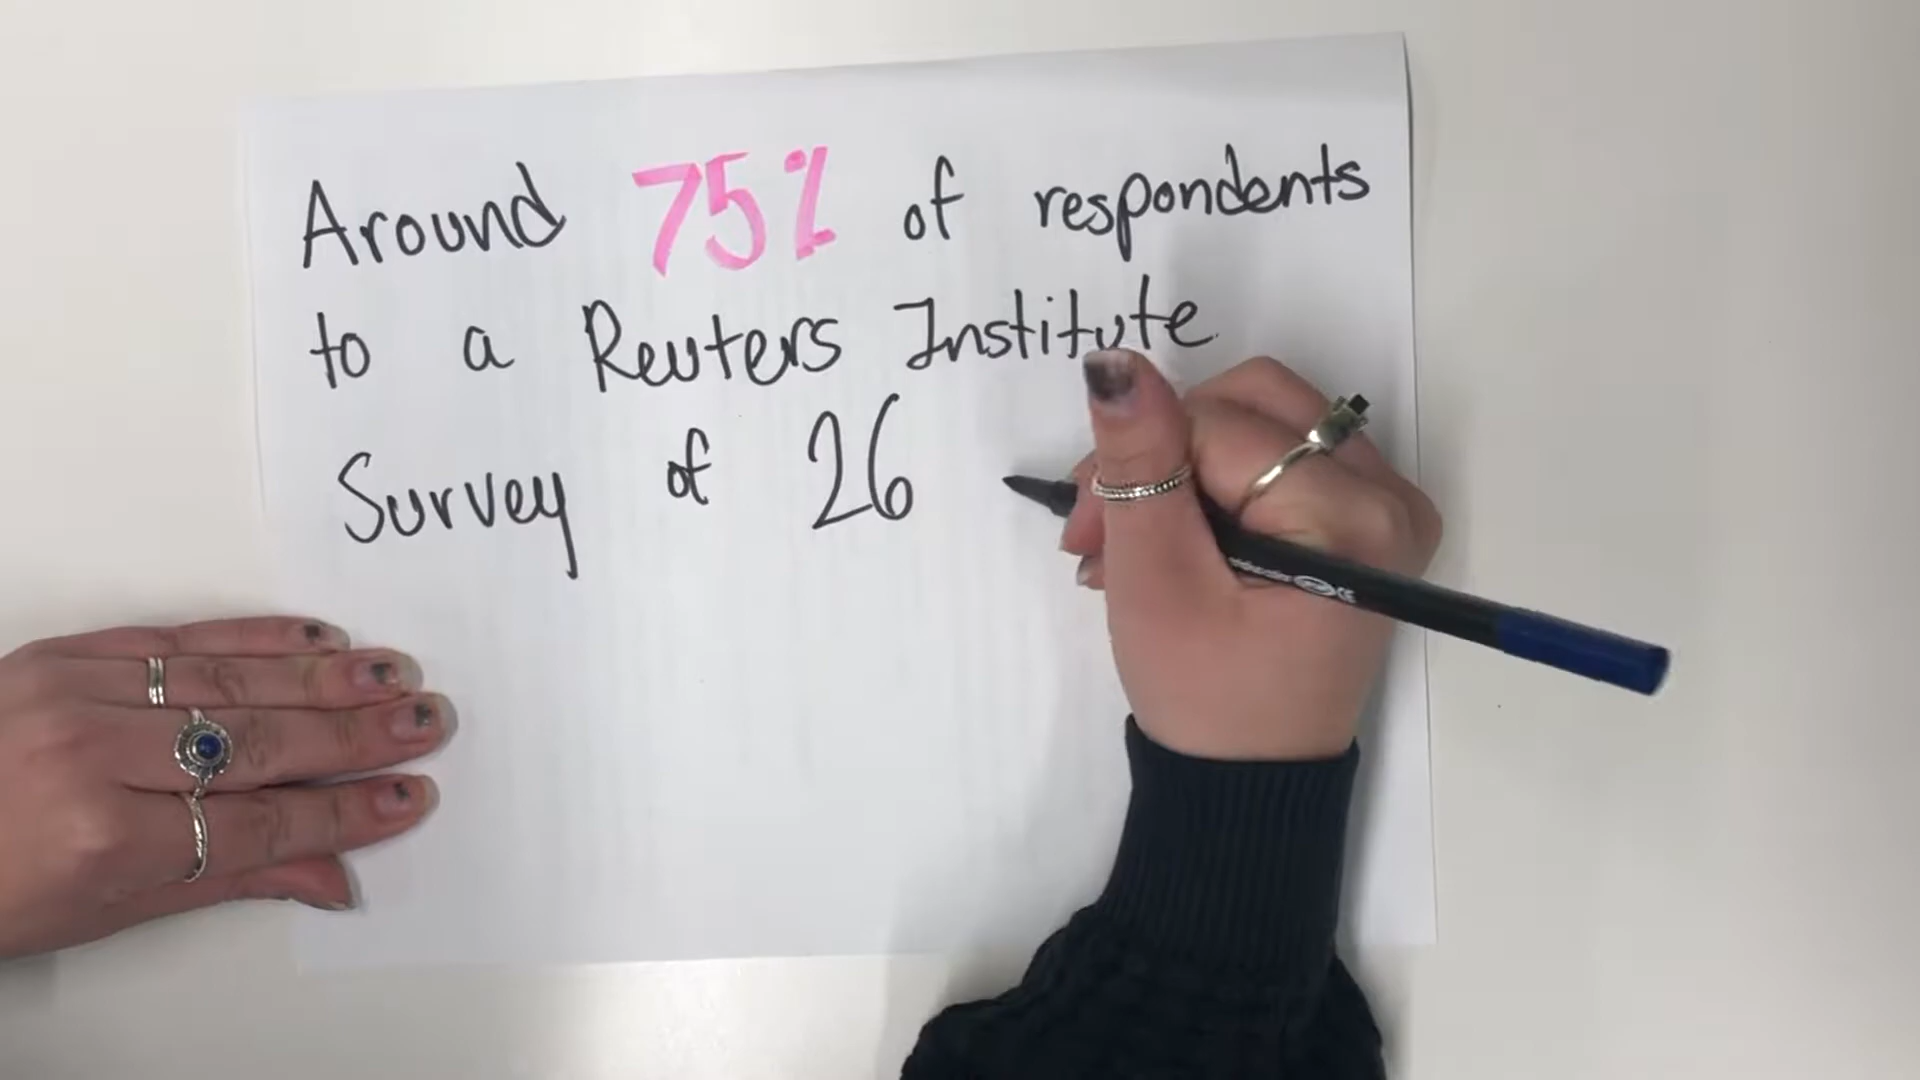 Around 75% of respondents
to a Reuters Institute
Survey of 26